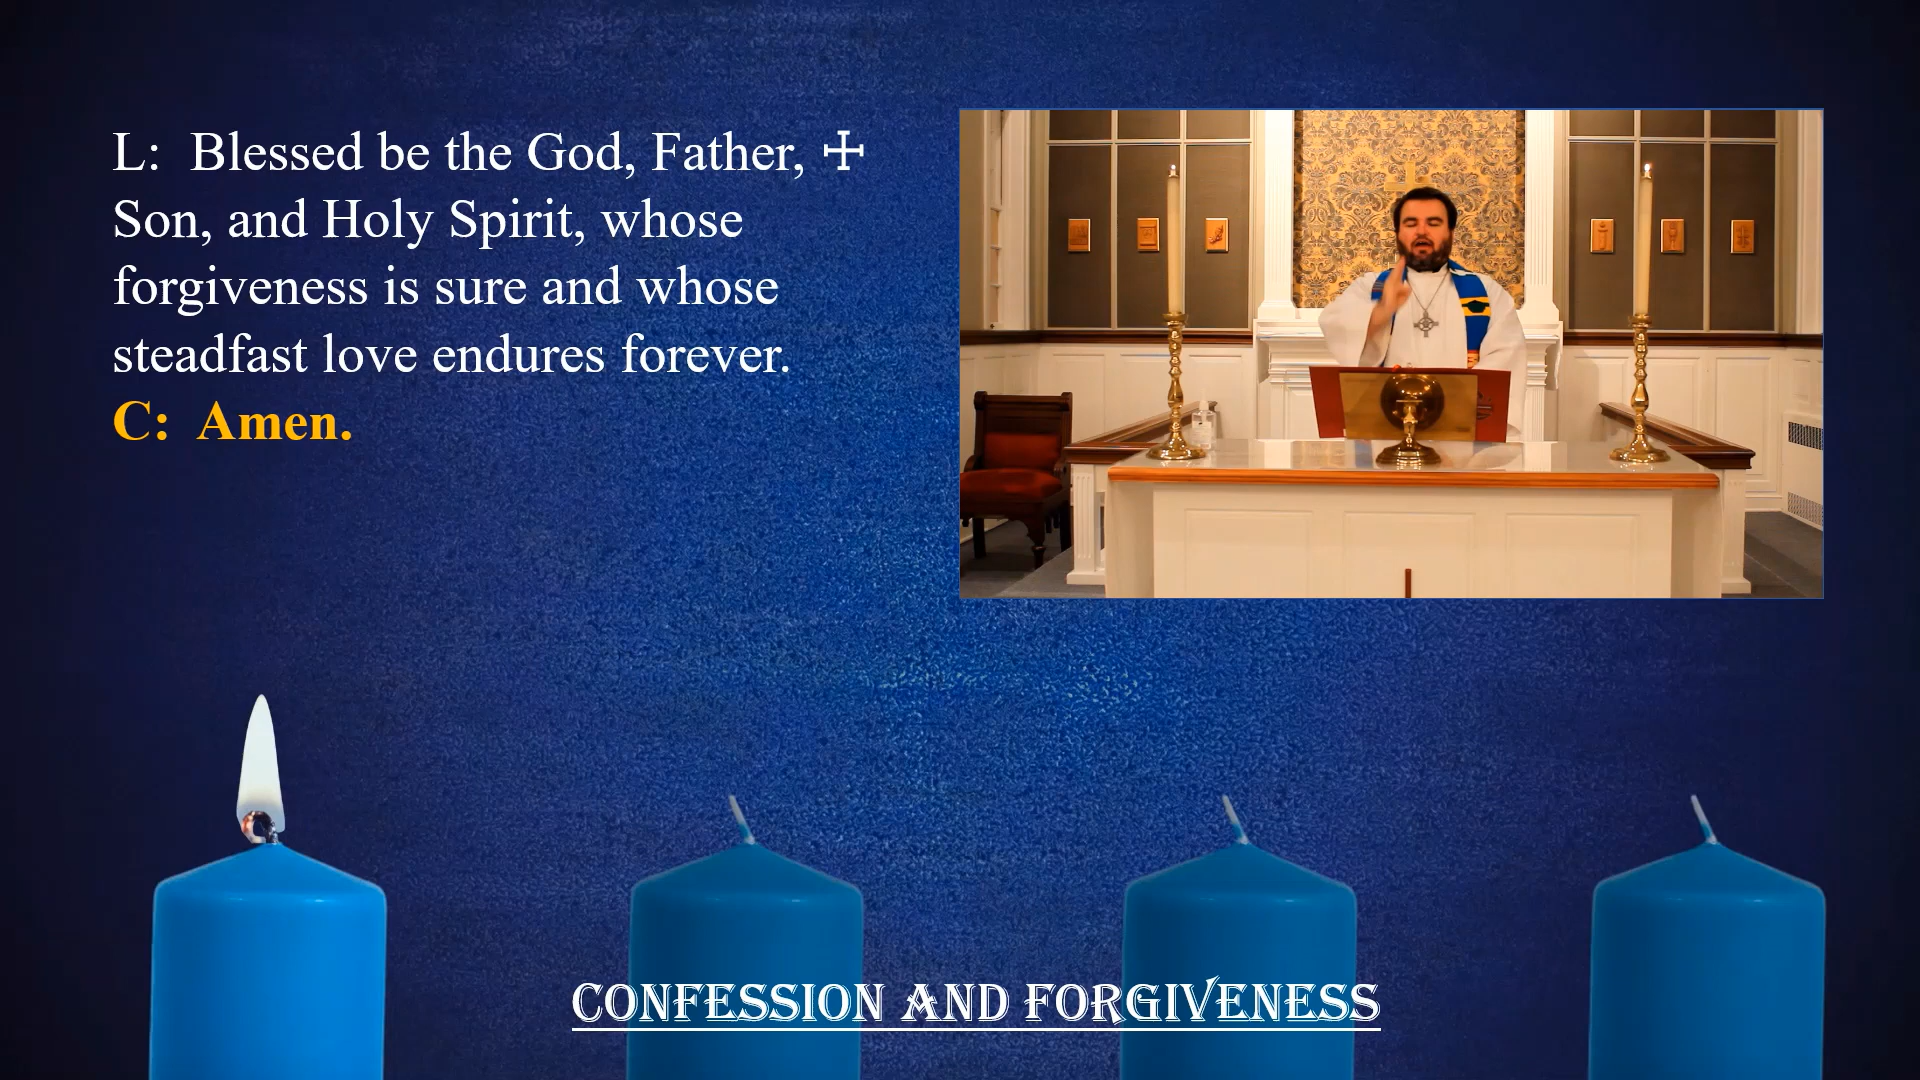 L:  Blessed be the God, Father, ☩
Son, and Holy Spirit, whose
forgiveness is sure and whose
steadfast love endures forever.
C:  Amen.
CONFESSION AND FORGIVENESS